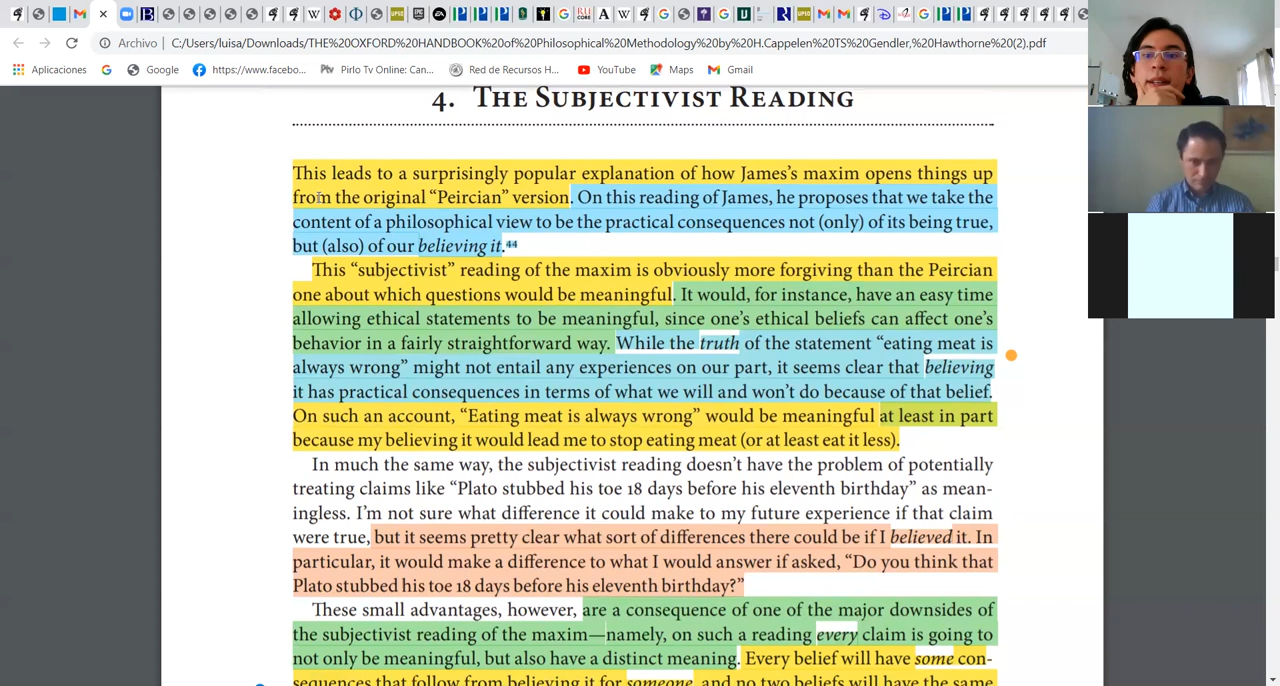 Archivo
C:/Users/luisa/Downloads/THE%20OXFORD%20HANDBOOK%20of%20Philosophical%20Methodology%20by%20H.Cappelen%20TS%20Gendler,%20Hawthorne%20(2).pdf
Aplicaciones
Google
https://www.facebo...
Pirlo Tv Online: Can...
Red de Recursos H...
YouTube
Maps
Gmail
4. THE SUBJECTIVIST READING
This leads to a surprisingly popular explanation of how James’s maxim opens things up
from the original “Peircian” version. On this reading of James, he proposes that we take the
content of a philosophical view to be the practical consequences not (only) of its being true,
but (also) of our believing it.44
This “subjectivist” reading of the maxim is obviously more forgiving than the Peircian
one about which questions would be meaningful. It would, for instance, have an easy time
allowing ethical statements to be meaningful, since one’s ethical beliefs can affect one’s
behavior in a fairly straightforward way. While the truth of the statement “eating meat is
always wrong” might not entail any experiences on our part, it seems clear that believing
it has practical consequences in terms of what we will and won’t do because of that belief.
On such an account, “Eating meat is always wrong” would be meaningful at least in part
because my believing it would lead me to stop eating meat (or at least eat it less).
In much the same way, the subjectivist reading doesn’t have the problem of potentially
treating claims like “Plato stubbed his toe 18 days before his eleventh birthday” as mean-
ingless. I’m not sure what difference it could make to my future experience if that claim
were true, but it seems pretty clear what sort of differences there could be if I believed it. In
particular, it would make a difference to what I would answer if asked, “Do you think that
Plato stubbed his toe 18 days before his eleventh birthday?”
These small advantages, however, are a consequence of one of the major downsides of
the subjectivist reading of the maxim—namely, on such a reading every claim is going to
not only be meaningful, but also have a distinct meaning. Every belief will have some con-
sequences that follow from believing it for someone, and no two beliefs will have the same